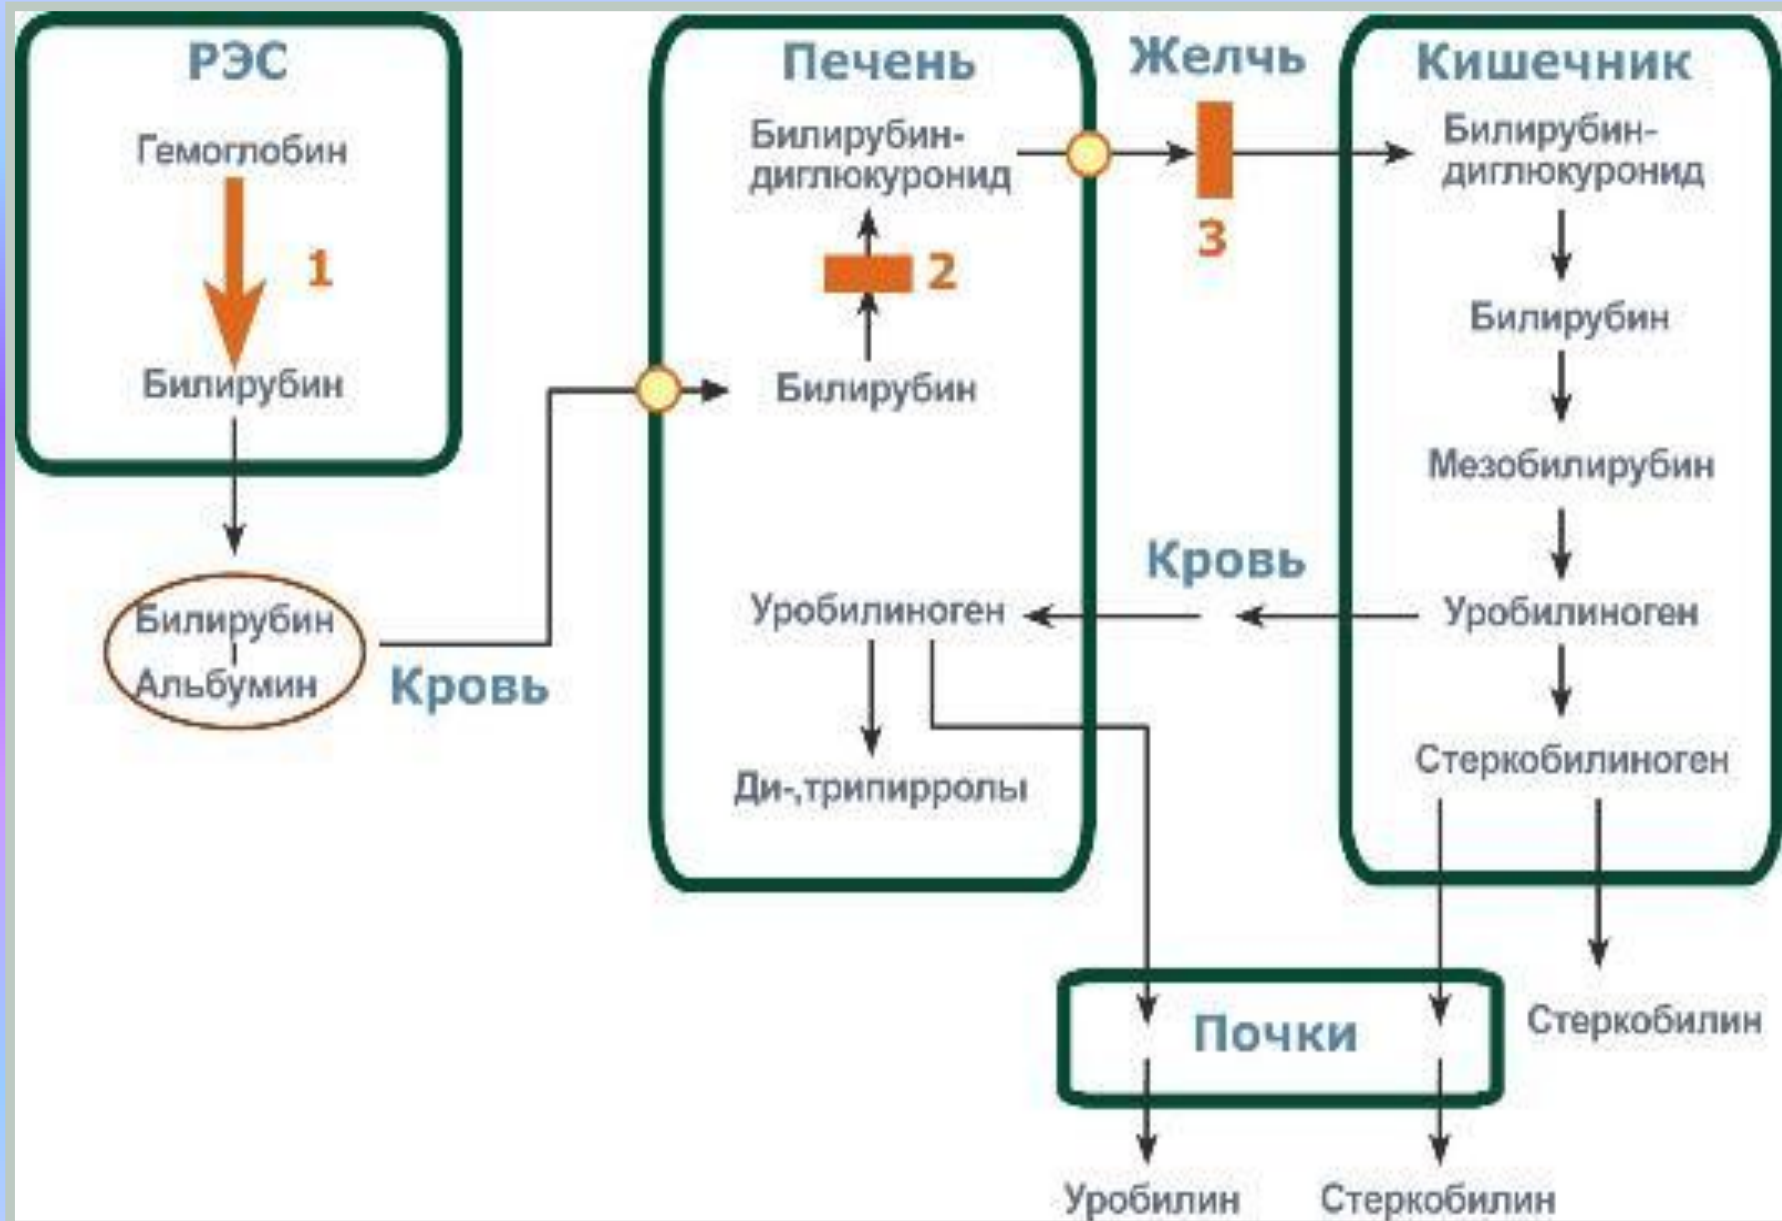 РЭС
Гемоглобин
1
Билирубин
Билирубин
Альбумин
Кровь
Печень
Билирубин-
диглюкуронид
2
Билирубин
Уробилиноген
Ди-,трипирролы
Желчь
3
Кровь
Кишечник
Билирубин-
диглюкуронид
Билирубин
Мезобилирубин
Уробилиноген
Стеркобилиноген
Почки
Стеркобилин
Уробилин
Стеркобилин